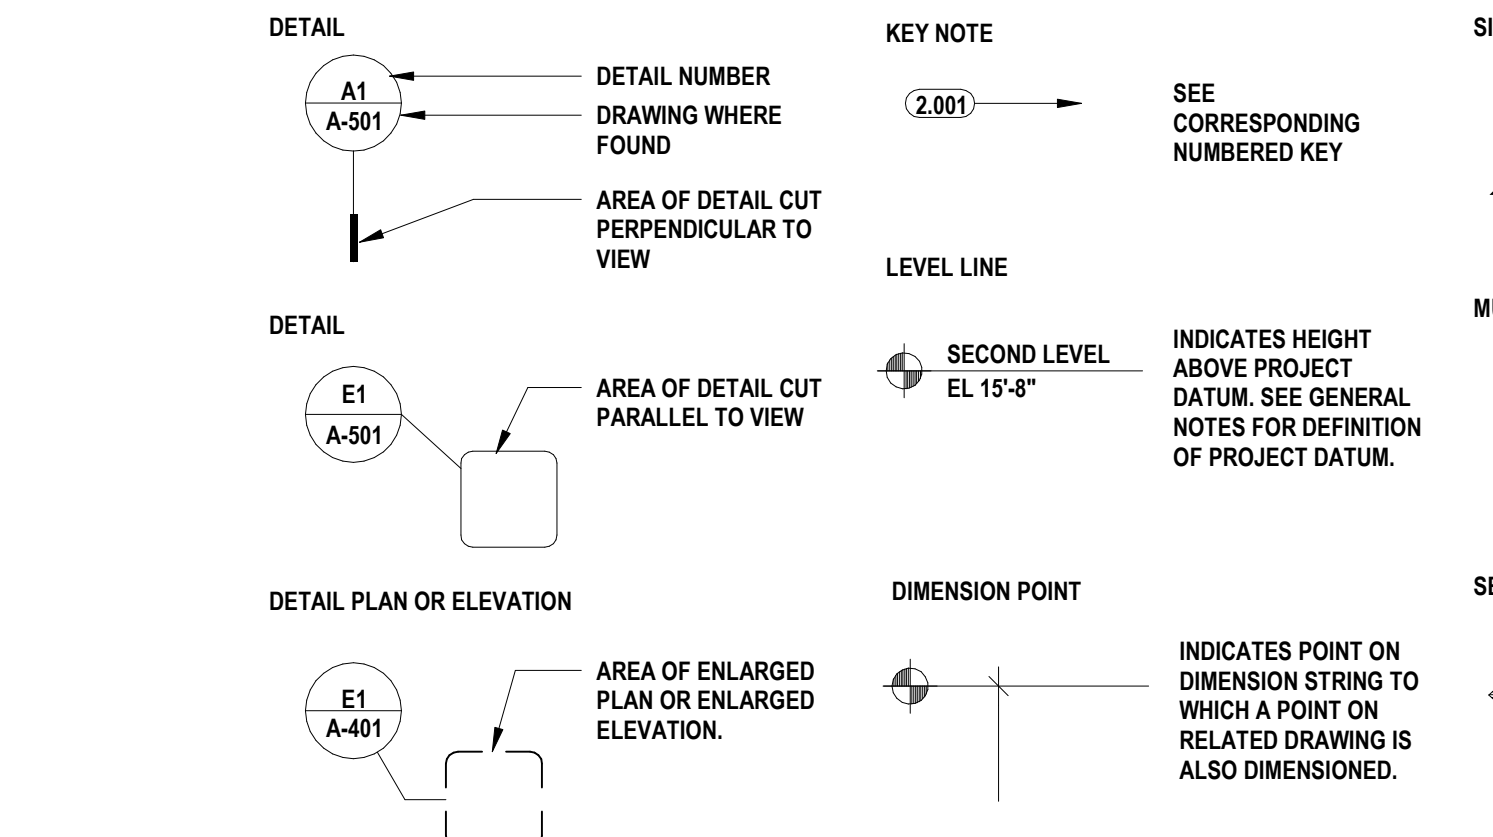 DETAIL
A1
A-501
DETAIL NUMBER
DRAWING WHERE
FOUND
AREA OF DETAIL CUT
PERPENDICULAR TO
VIEW
DETAIL
E1
A-501
AREA OF DETAIL CUT
PARALLEL TO VIEW
DETAIL PLAN OR ELEVATION
E1
A-401
AREA OF ENLARGED
PLAN OR ENLARGED
ELEVATION.
KEY NOTE
2.001
SEE
CORRESPONDING
NUMBERED KEY
LEVEL LINE
SECOND LEVEL
EL 15'-8"
INDICATES HEIGHT
ABOVE PROJECT
DATUM. SEE GENERAL
NOTES FOR DEFINITION
OF PROJECT DATUM.
DIMENSION POINT
INDICATES POINT ON
DIMENSION STRING TO
WHICH A POINT ON
RELATED DRAWING IS
ALSO DIMENSIONED.